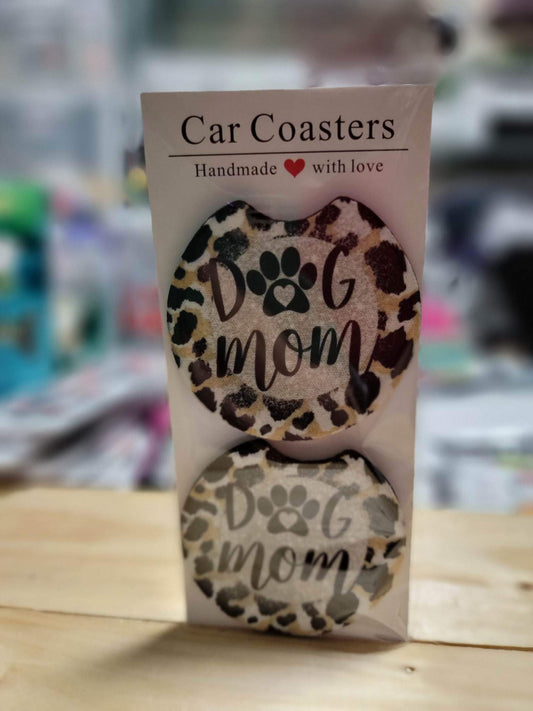 Car Coasters
Handmade ❤ with love
DOG
mom
DOG
mom